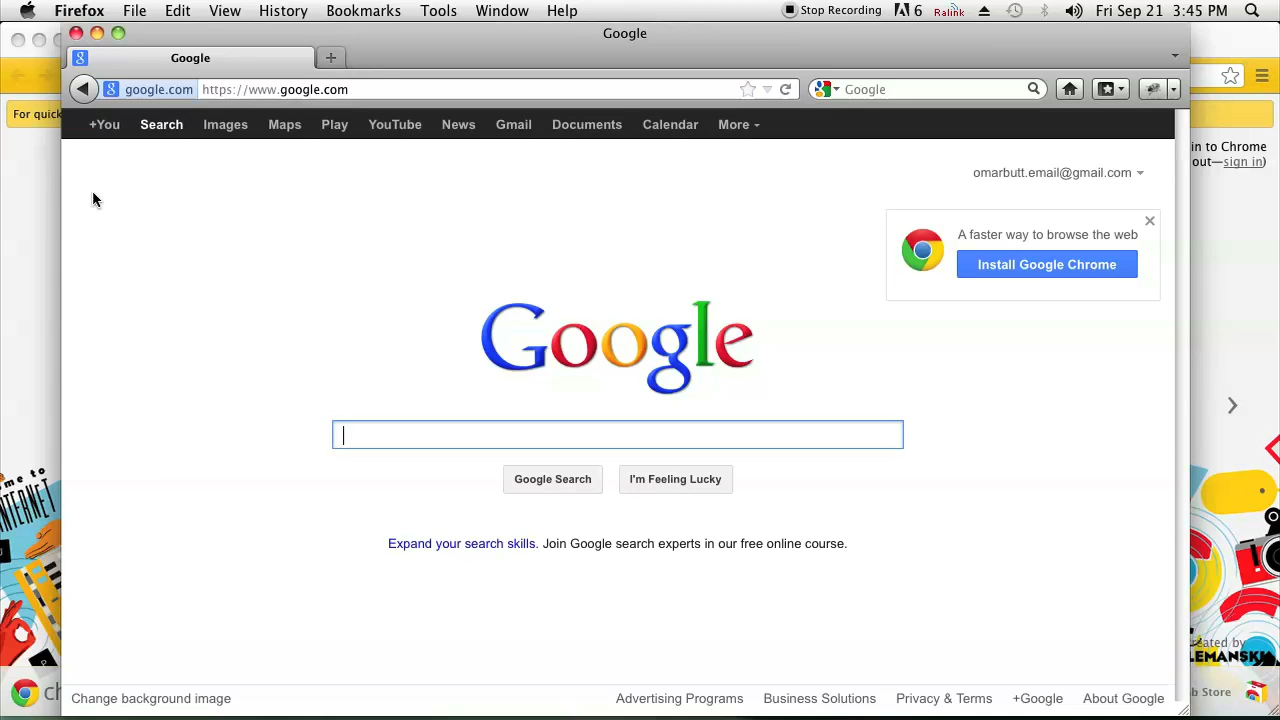 Firefox File Edit View History Bookmarks Tools Window Help Stop Recording 6 Ralink Fri Sep 21 3:45 PM
Google
Google
google.com https://www.google.com Google
For quick
+You Search Images Maps Play YouTube News Gmail Documents Calendar More
in to Chrome
out—sign in)
omarbutt.email@gmail.com
A faster way to browse the web
Install Google Chrome
Google
Google Search I'm Feeling Lucky
Expand your search skills. Join Google search experts in our free online course.
INTERNET
LEMANSKI
Change background image Advertising Programs Business Solutions Privacy & Terms +Google About Google
Store